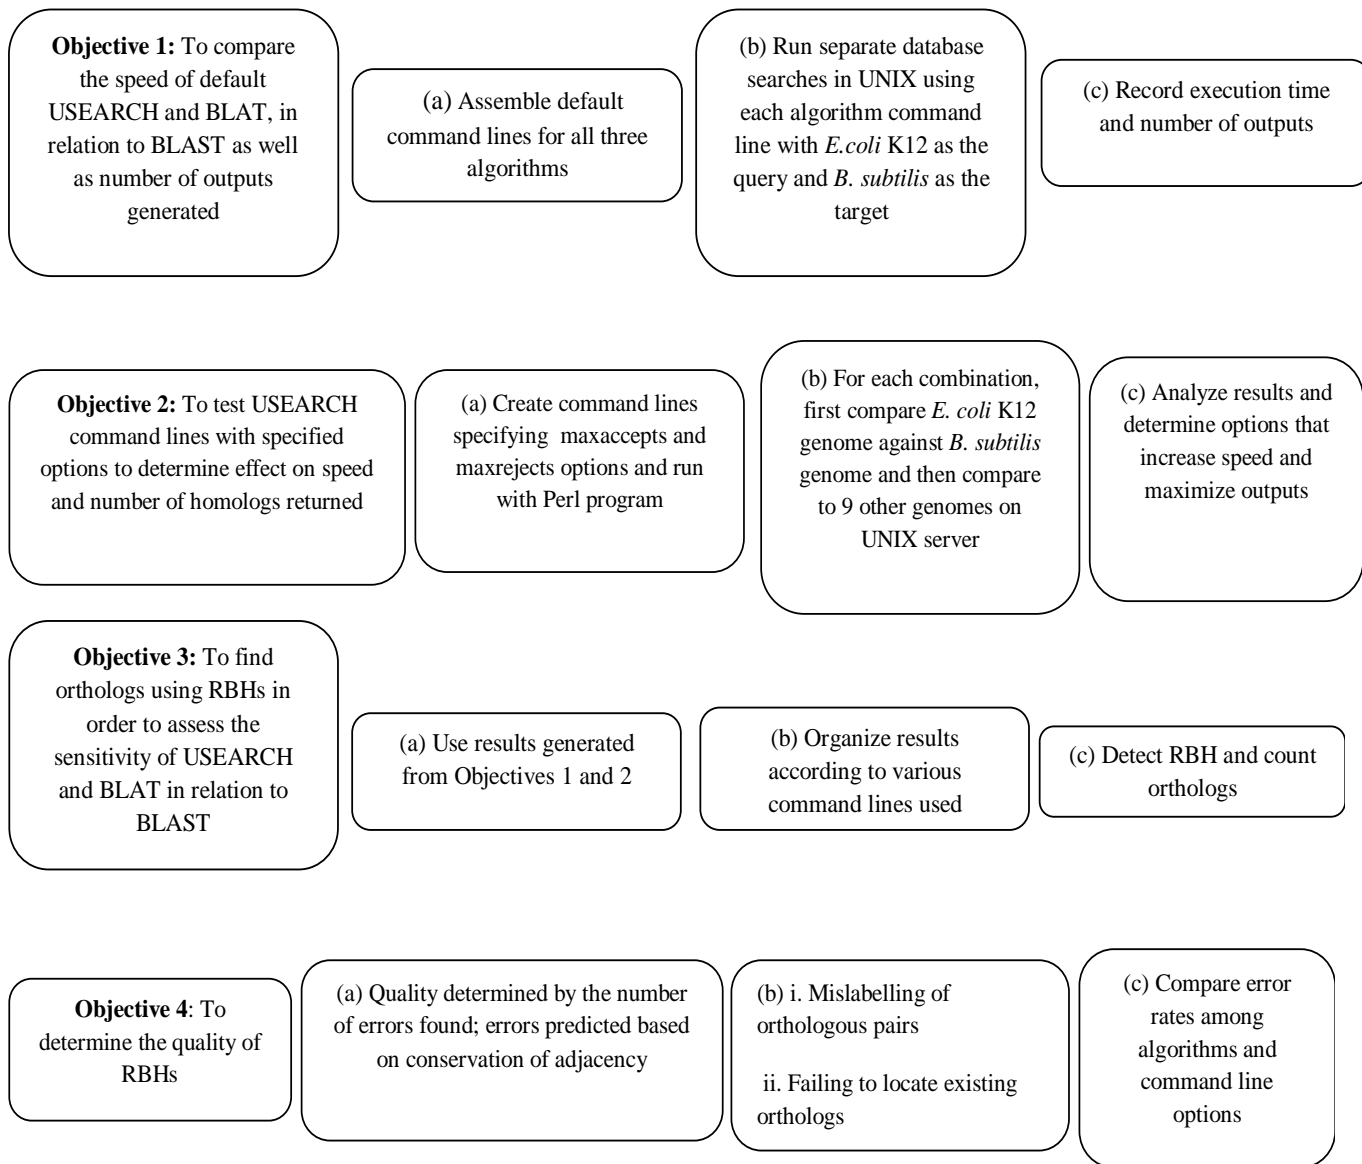 Objective 1: To compare
the speed of default
USEARCH and BLAT, in
relation to BLAST as well
as number of outputs
generated
(a) Assemble default
command lines for all three
algorithms
(b) Run separate database
searches in UNIX using
each algorithm command
line with E.coli K12 as the
query and B. subtilis as the
target
(c) Record execution time
and number of outputs
Objective 2: To test USEARCH
command lines with specified
options to determine effect on speed
and number of homologs returned
(a) Create command lines
specifying maxaccepts and
maxrejects options and run
with Perl program
(b) For each combination,
first compare E. coli K12
genome against B. subtilis
genome and then compare
to 9 other genomes on
UNIX server
(c) Analyze results and
determine options that
increase speed and
maximize outputs
Objective 3: To find
orthologs using RBHs in
order to assess the
sensitivity of USEARCH
and BLAT in relation to
BLAST
(a) Use results generated
from Objectives 1 and 2
(b) Organize results
according to various
command lines used
(c) Detect RBH and count
orthologs
Objective 4: To
determine the quality of
RBHs
(a) Quality determined by the number
of errors found; errors predicted based
on conservation of adjacency
(b) i. Mislabelling of
orthologous pairs
ii. Failing to locate existing
orthologs
(c) Compare error
rates among
algorithms and
command line
options